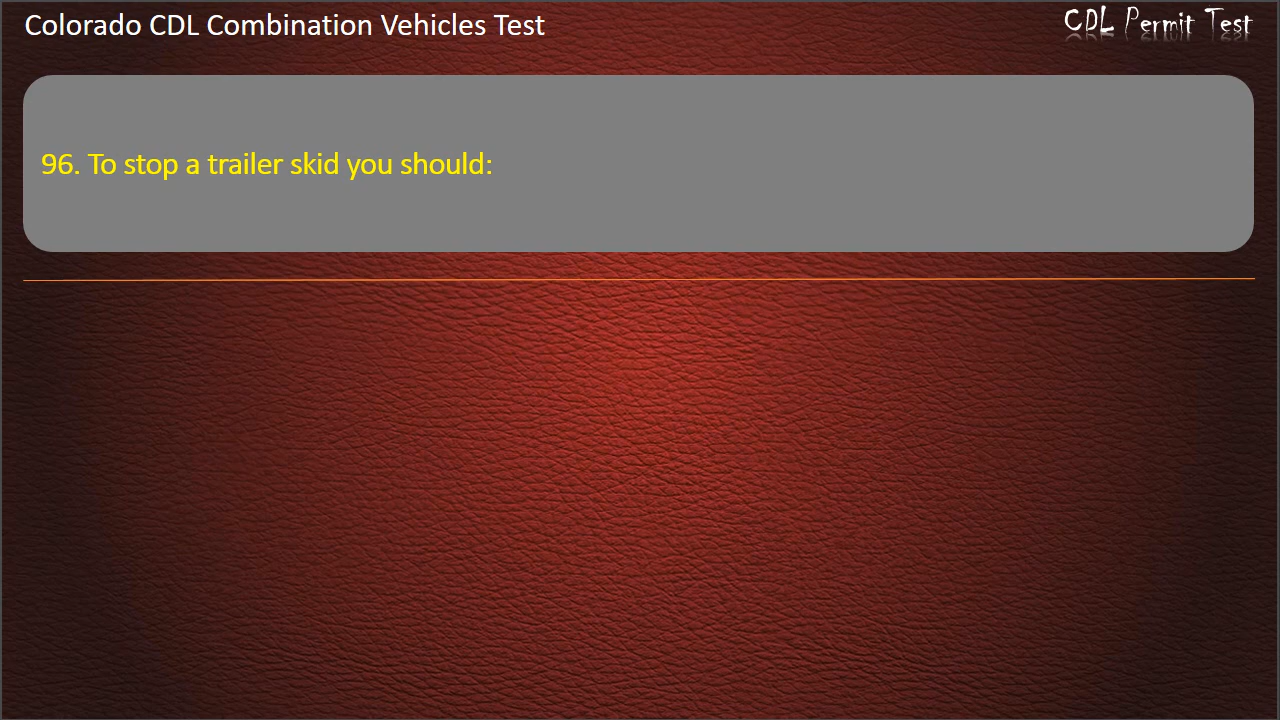 Colorado CDL Combination Vehicles Test
CDL Permit Test
96. To stop a trailer skid you should: